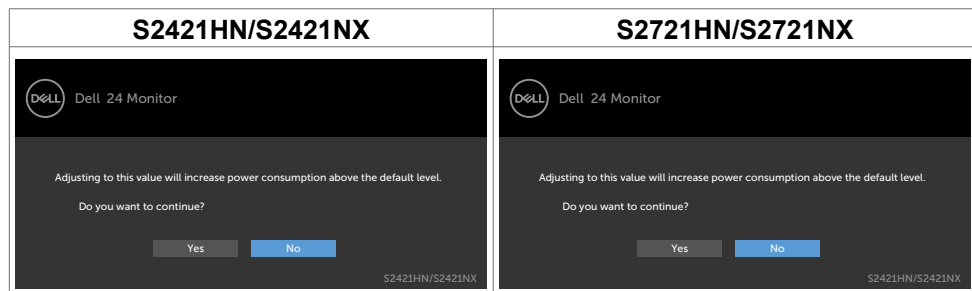 S2421HN/S2421NX
S2721HN/S2721NX
DELL Dell 24 Monitor
Adjusting to this value will increase power consumption above the default level.
Do you want to continue?
Yes No
S2421HN/S2421NX
DELL Dell 24 Monitor
Adjusting to this value will increase power consumption above the default level.
Do you want to continue?
Yes No
S2421HN/S2421NX